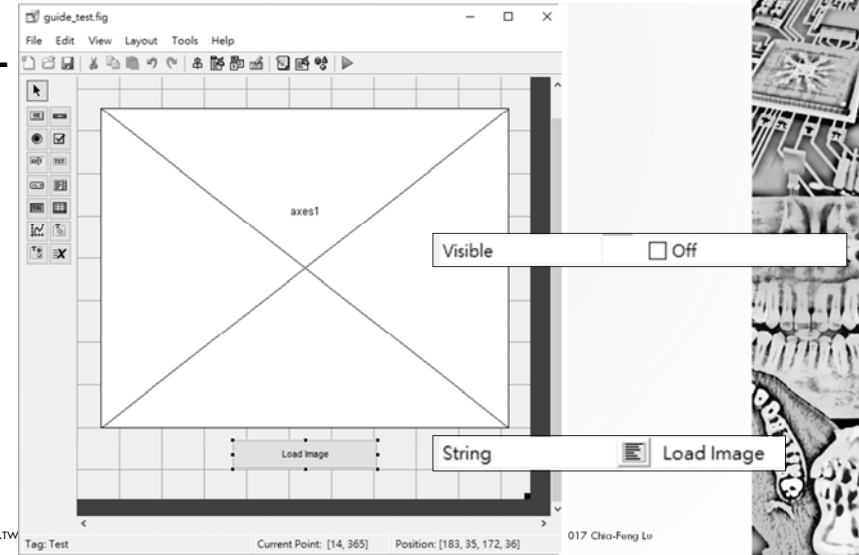 guide_test.fig
File Edit View Layout Tools Help
axes1
Visible Off
Load Image
String Load Image
.TW
017 Chia-Feng Lu
Tag: Test Current Point: [14, 365] Position: [183, 35, 172, 36]